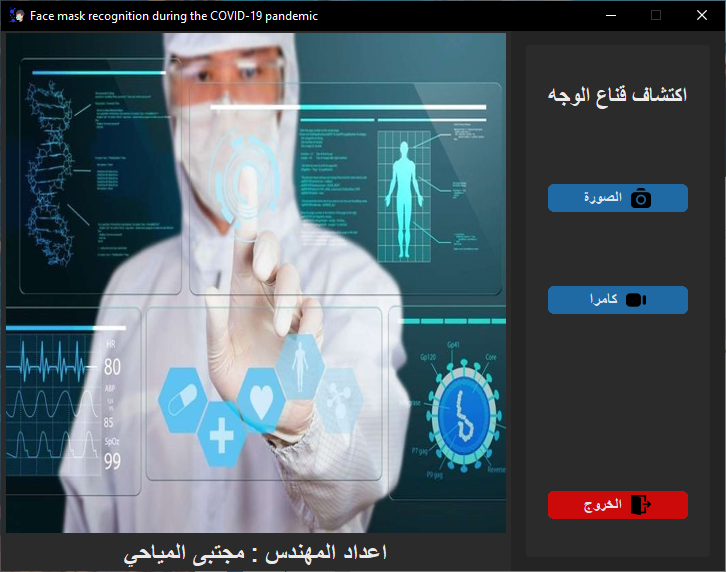 Face mask recognition during the COVID-19 pandemic
اكتشاف قناع الوجه
الصورة
كامرا
الخروج
HR
80
ABP
85
SpO2
99
Gp120
Gp41
Core
P17 gag
P9 gag
Reverse
اعداد المهندس : مجتبى المياحي